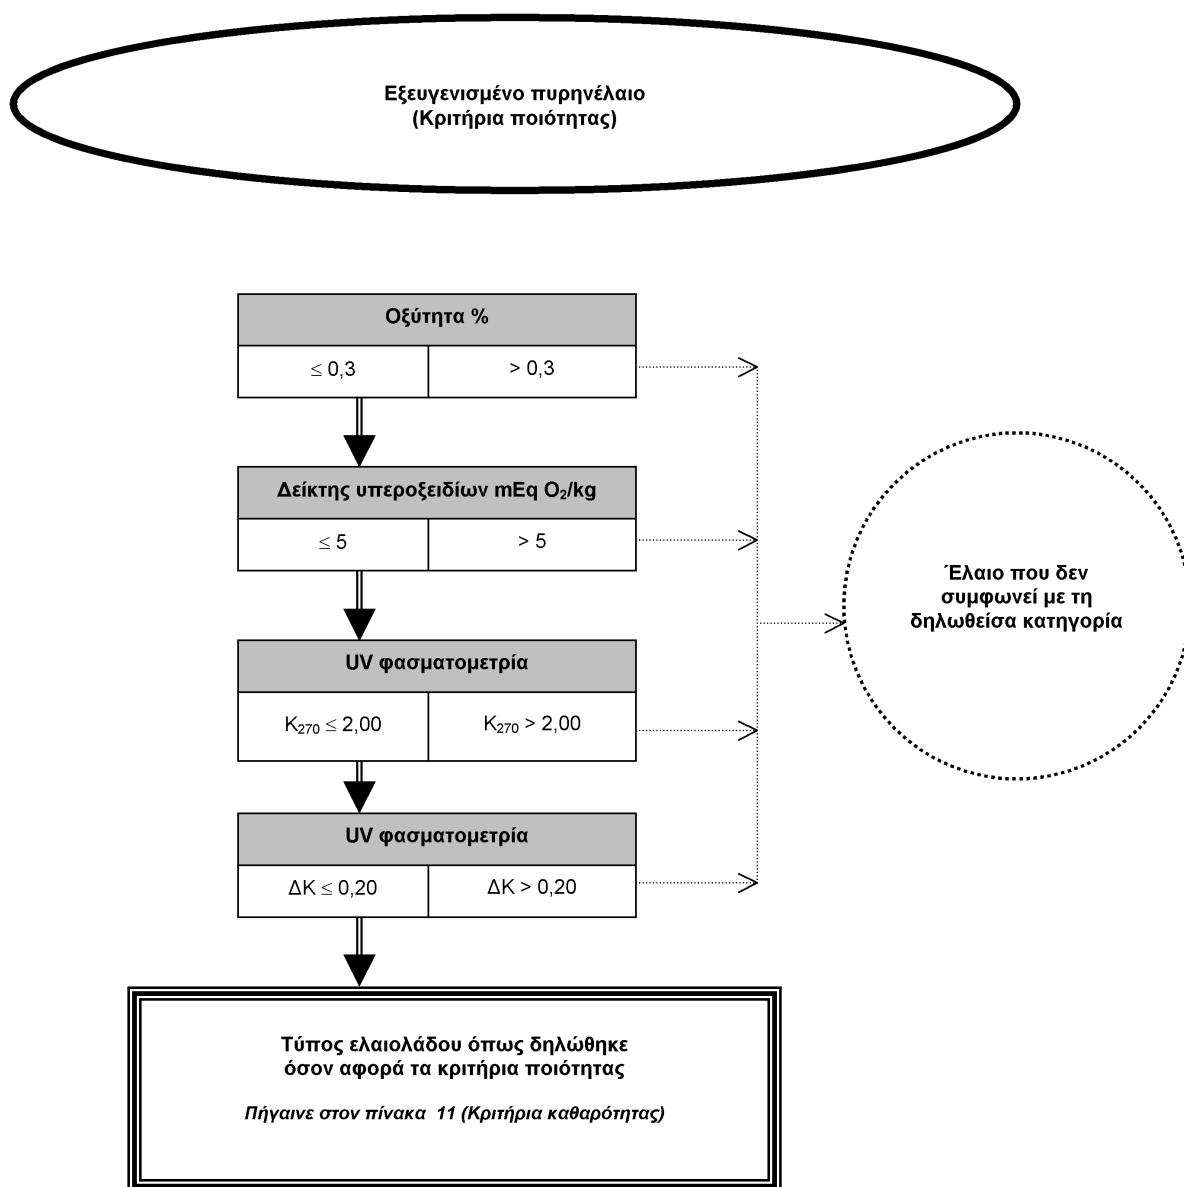 Εξευγενισμένο πυρηνέλαιο
(Κριτήρια ποιότητας)
Οξύτητα %
≤ 0,3
> 0,3
Δείκτης υπεροξειδίων mEq O₂/kg
≤ 5
> 5
UV φασματομετρία
K₂₇₀ ≤ 2,00
K₂₇₀ > 2,00
UV φασματομετρία
ΔK ≤ 0,20
ΔK > 0,20
Έλαιο που δεν
συμφωνεί με τη
δηλωθείσα κατηγορία
Τύπος ελαιολάδου όπως δηλώθηκε
όσον αφορά τα κριτήρια ποιότητας
Πήγαινε στον πίνακα 11 (Κριτήρια καθαρότητας)